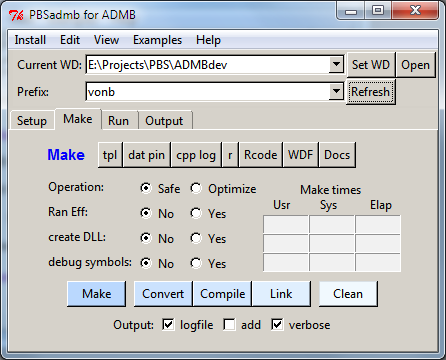 PBSadmb for ADMB
Install Edit View Examples Help
Current WD: E:\Projects\PBS\ADMBdev Set WD Open
Prefix: vonb Refresh
Setup Make Run Output
Make tpl dat pin cpp log r Rcode WDF Docs
Operation: Safe Optimize Make times
Usr Sys Elap
Ran Eff: No Yes
create DLL: No Yes
debug symbols: No Yes
Make Convert Compile Link Clean
Output: logfile add verbose